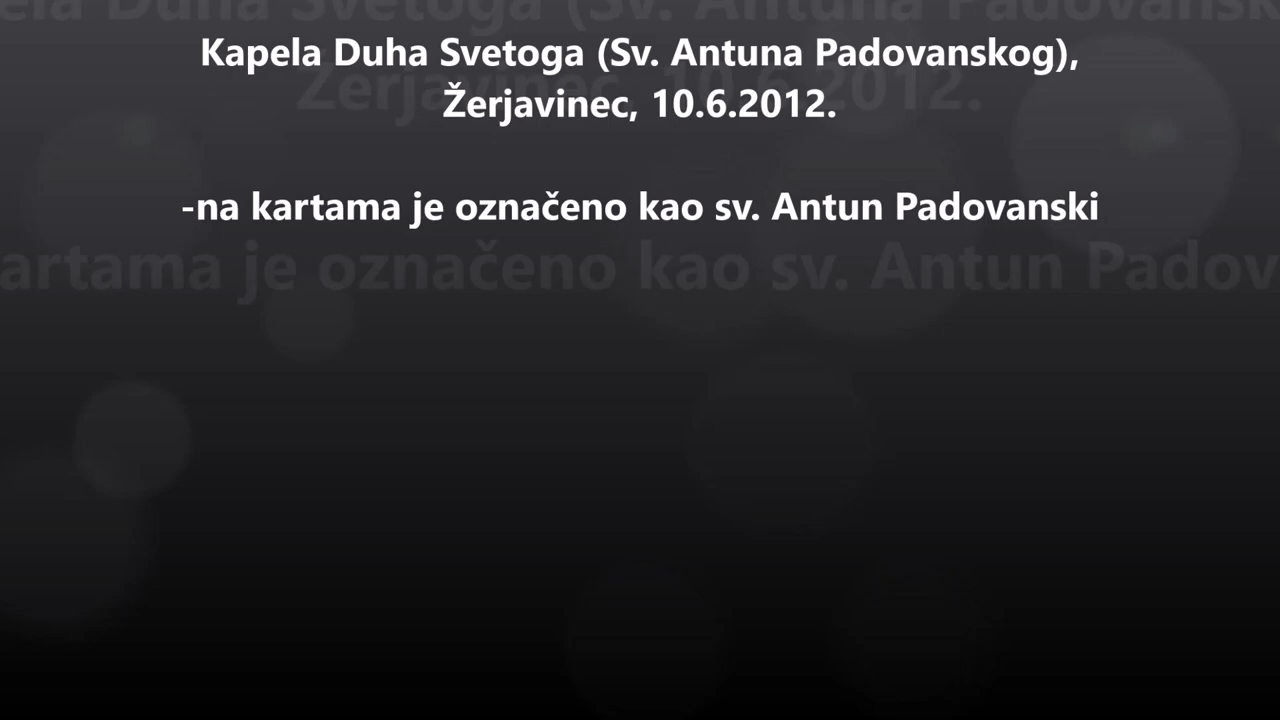 Kapela Duha Svetoga (Sv. Antuna Padovanskog),
Žerjavinec, 10.6.2012.
-na kartama je označeno kao sv. Antun Padovanski